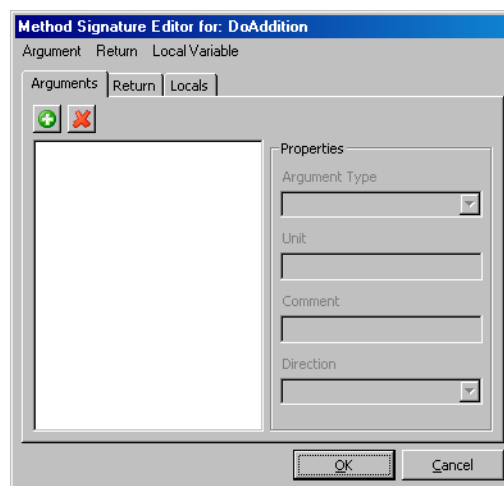 Method Signature Editor for: DoAddition
Argument Return Local Variable
Arguments Return Locals
Properties
Argument Type
Unit
Comment
Direction
OK Cancel